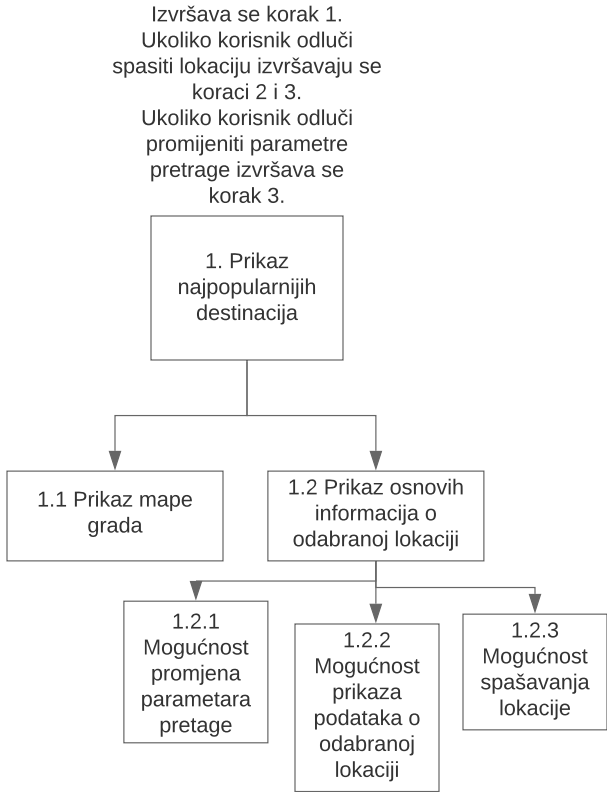 Izvršava se korak 1.
Ukoliko korisnik odluči
spasiti lokaciju izvršavaju se
koraci 2 i 3.
Ukoliko korisnik odluči
promijeniti parametre
pretrage izvršava se
korak 3.
1. Prikaz
najpopularnijih
destinacija
1.1 Prikaz mape
grada
1.2 Prikaz osnovih
informacija o
odabranoj lokaciji
1.2.1
Mogućnost
promjena
parametara
pretage
1.2.2
Mogućnost
prikaza
podataka o
odabranoj
lokaciji
1.2.3
Mogućnost
spašavanja
lokacije